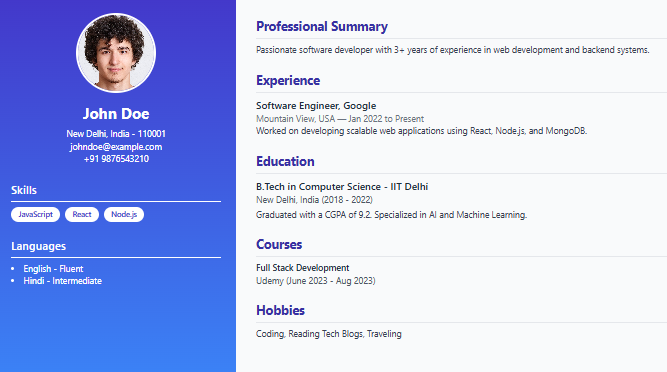 John Doe
New Delhi, India - 110001
johndoe@example.com
+91 9876543210
Skills
JavaScript React Node.js
Languages
• English - Fluent
• Hindi - Intermediate
Professional Summary
Passionate software developer with 3+ years of experience in web development and backend systems.
Experience
Software Engineer, Google
Mountain View, USA — Jan 2022 to Present
Worked on developing scalable web applications using React, Node.js, and MongoDB.
Education
B.Tech in Computer Science - IIT Delhi
New Delhi, India (2018 - 2022)
Graduated with a CGPA of 9.2. Specialized in AI and Machine Learning.
Courses
Full Stack Development
Udemy (June 2023 - Aug 2023)
Hobbies
Coding, Reading Tech Blogs, Traveling